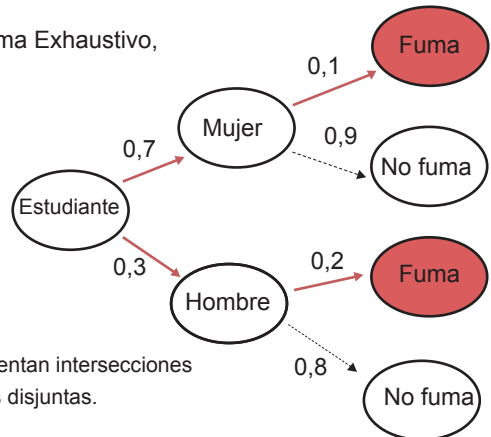 ma Exhaustivo,
Fuma
0,1
Mujer
0,9
0,7
No fuma
Estudiante
0,3
0,2
Fuma
Hombre
0,8
entan intersecciones
No fuma
s disjuntas.